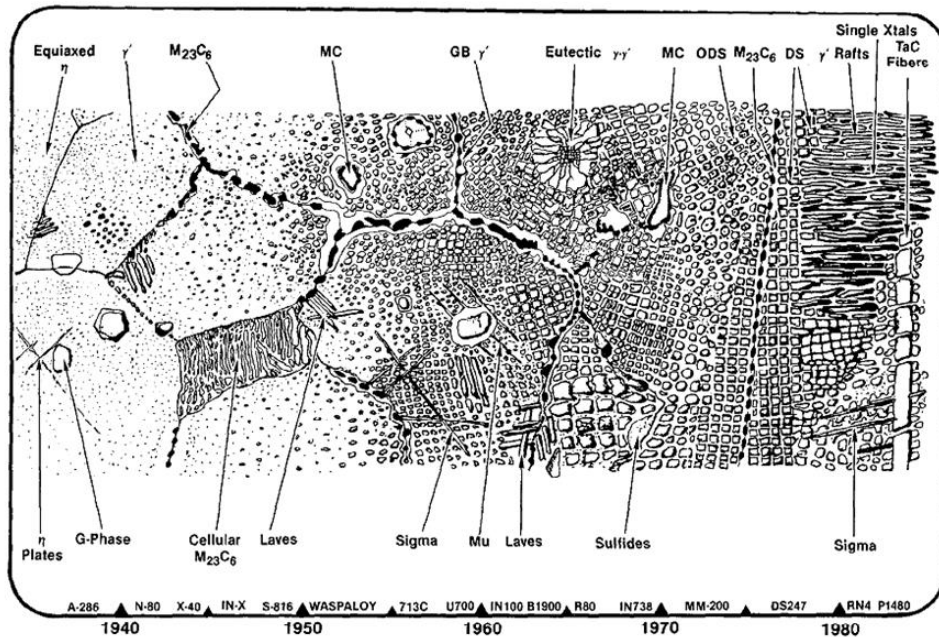 Single Xtals
Equiaxed γ′ M₂₃C₆ MC GB γ′ Eutectic γ-γ′ MC ODS M₂₃C₆ DS γ′ Rafts TaC
η Fibers
η G-Phase Cellular Laves Sigma Mu Laves Sulfides Sigma
Plates M₂₃C₆
A-286 N-80 X-40 IN-X S-816 WASPALOY 713C U700 IN100 B1900 R80 IN738 MM-200 DS247 RN4 P1480
1940 1950 1960 1970 1980